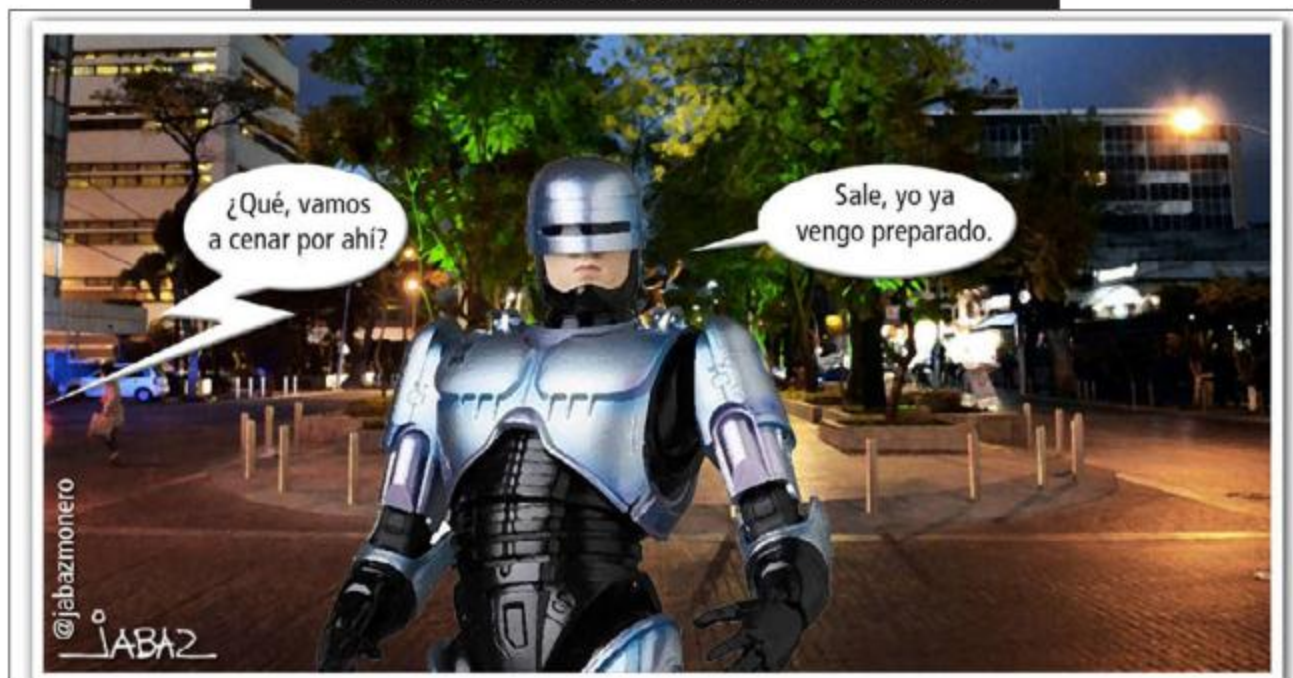 ¿Qué, vamos
a cenar por ahí?
Sale, yo ya
vengo preparado.
@jabazmonero
JABAZ